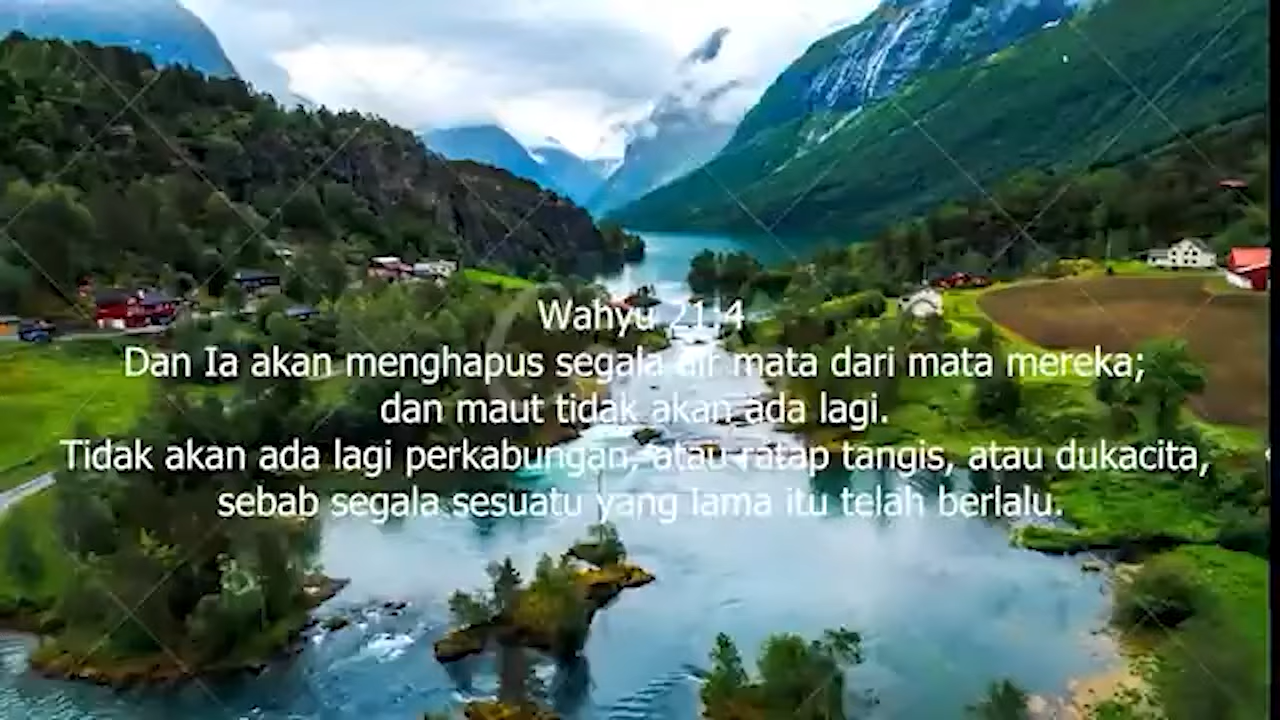 Wahyu 21:4
Dan Ia akan menghapus segala air mata dari mata mereka;
dan maut tidak akan ada lagi.
Tidak akan ada lagi perkabungan, atau ratap tangis, atau dukacita,
sebab segala sesuatu yang lama itu telah berlalu.